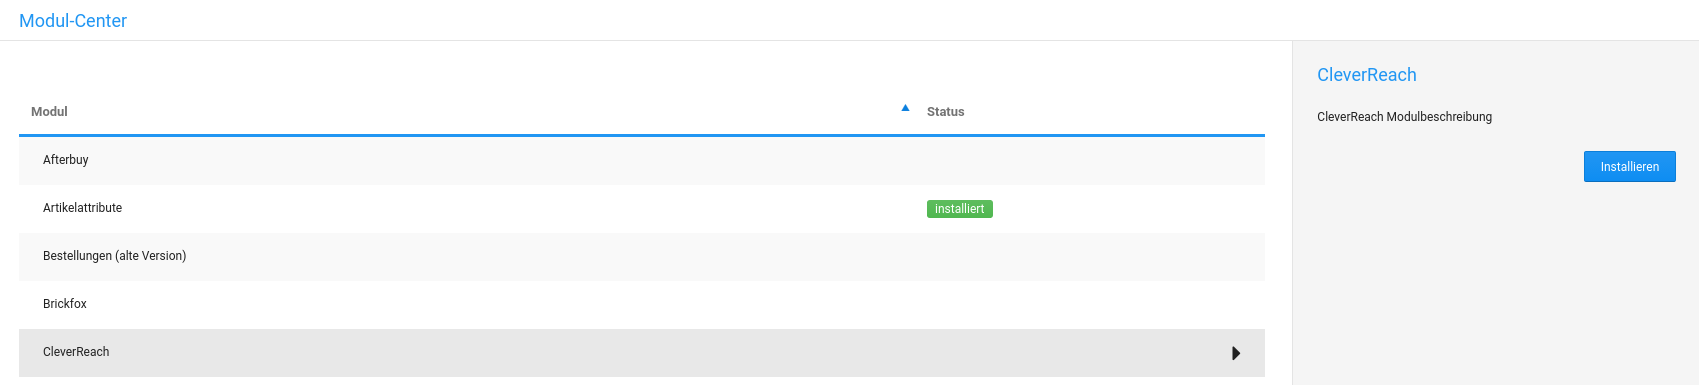 Modul-Center
Modul
Status
Afterbuy
Artikelattribute
installiert
Bestellungen (alte Version)
Brickfox
CleverReach
CleverReach
CleverReach Modulbeschreibung
Installieren